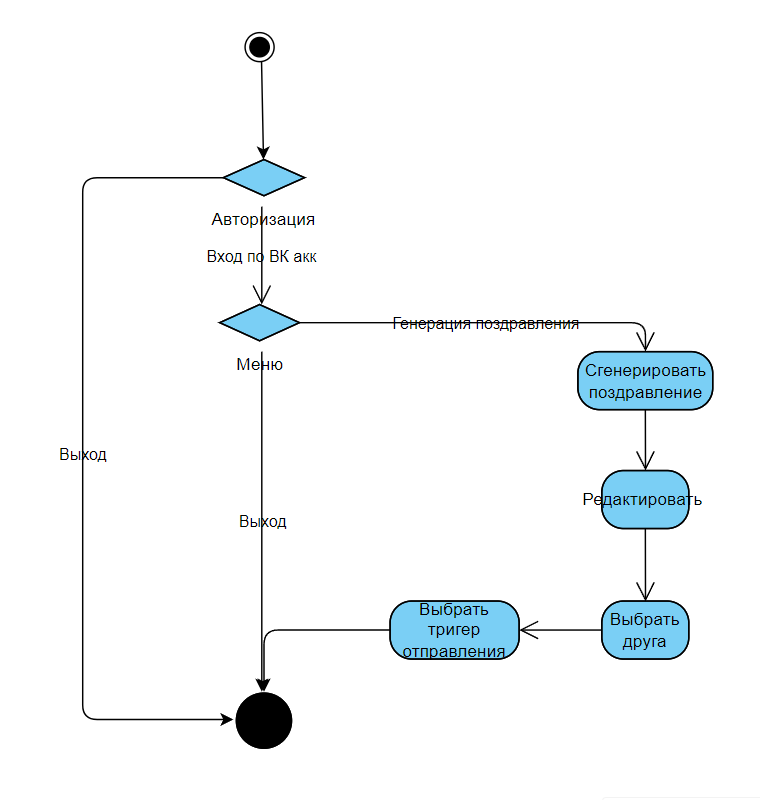 Авторизация
Вход по ВК акк
Генерация поздравления
Меню
Сгенерировать
поздравление
Выход
Редактировать
Выход
Выбрать
тригер
отправления
Выбрать
друга